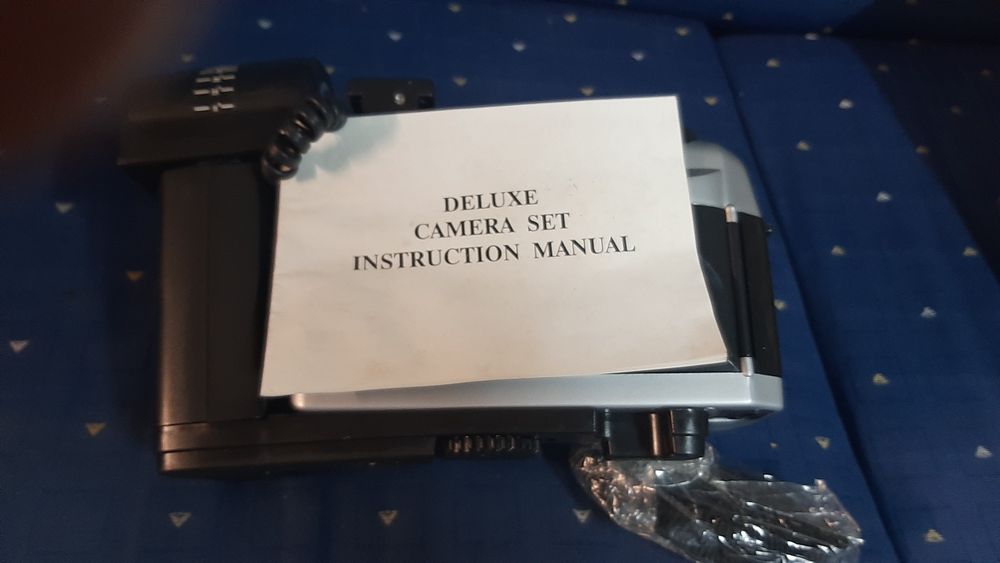 DELUXE
CAMERA SET
INSTRUCTION MANUAL